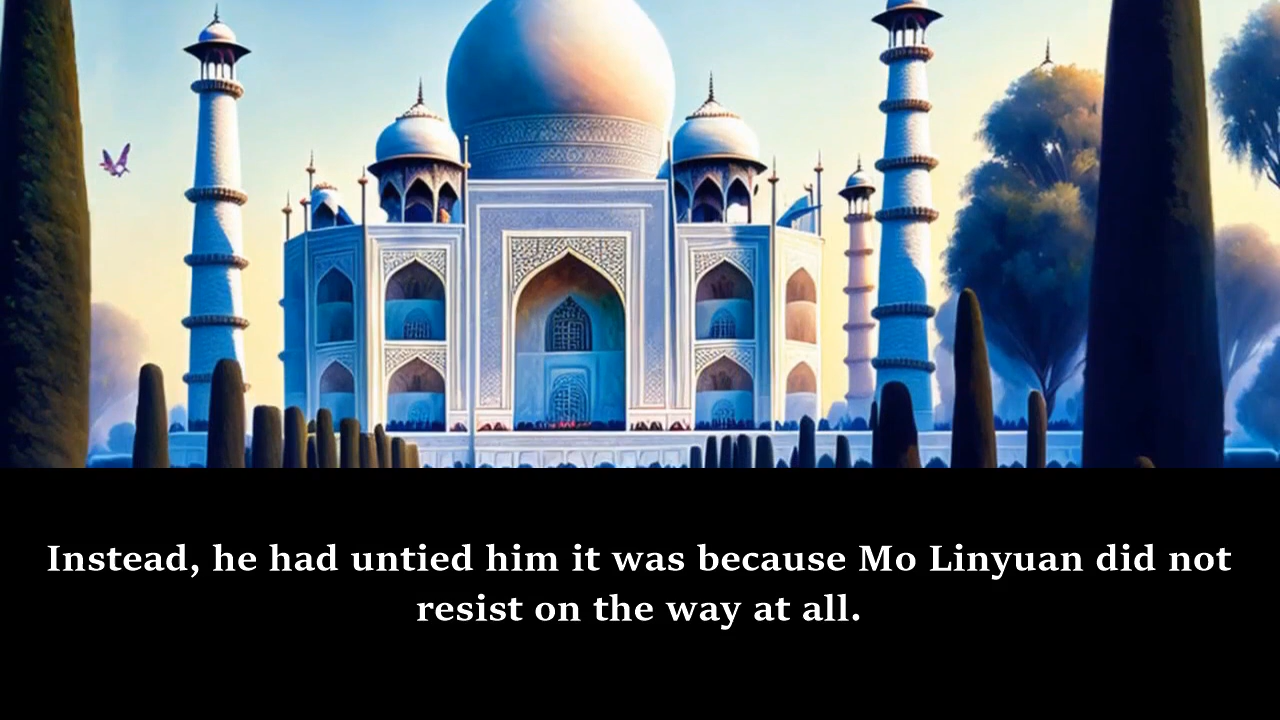 Instead, he had untied him it was because Mo Linyuan did not
resist on the way at all.